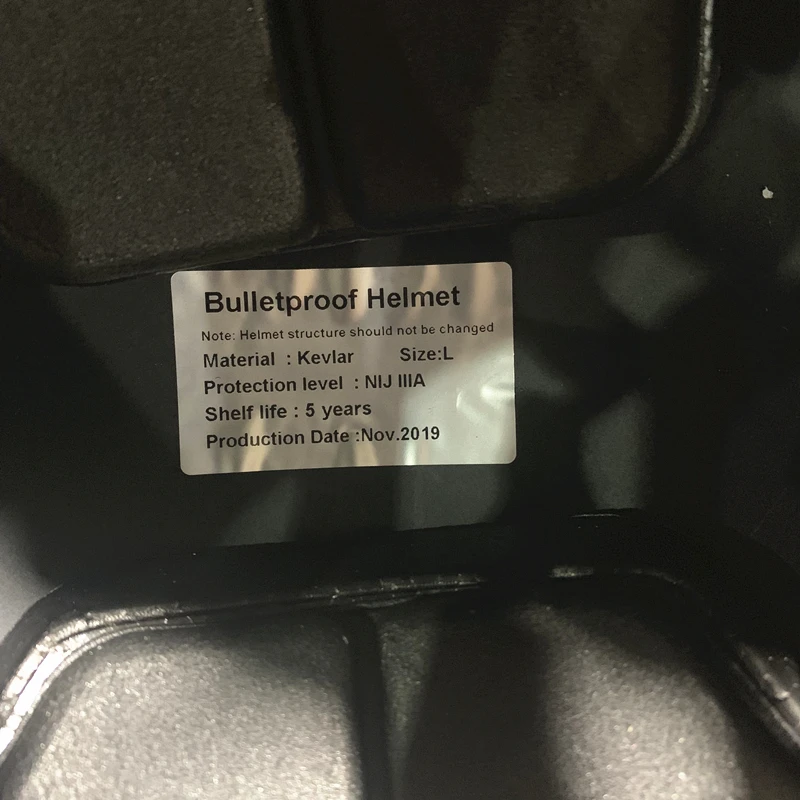 Bulletproof Helmet
Note: Helmet structure should not be changed
Material : Kevlar Size:L
Protection level : NIJ IIIA
Shelf life : 5 years
Production Date :Nov.2019